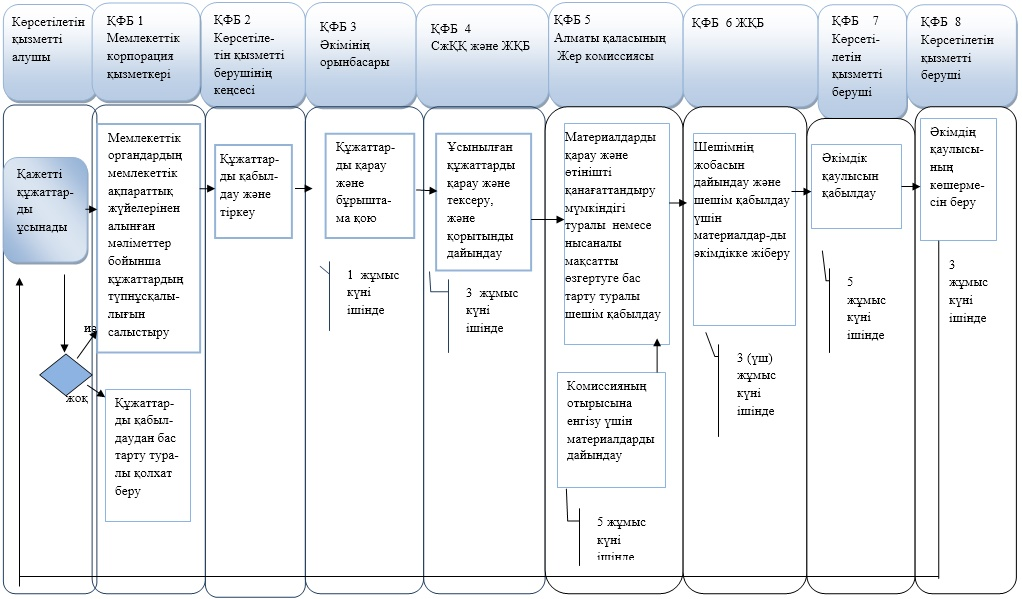 Көрсетілетін
қызметті
алушы
ҚФБ 1
Мемлекеттік
корпорация
қызметкері
ҚФБ 2
Көрсетіле-
тін қызметті
берушінің
кеңсесі
ҚФБ 3
Әкімінің
орынбасары
ҚФБ 4
СжҚҚ және ЖҚБ
ҚФБ 5
Алматы қаласының
Жер комиссиясы
ҚФБ 6 ЖҚБ
ҚФБ 7
Көрсеті-
летін
қызметті
беруші
ҚФБ 8
Көрсетілетін
қызметті
беруші
Қажетті
құжаттар-
ды
ұсынады
иә
жоқ
Мемлекеттік
органдардың
мемлекеттік
ақпараттық
жүйелерінен
алынған
мәліметтер
бойынша
құжаттардың
түпнұсқалы-
лығын
салыстыру
Құжаттар-
ды қабыл-
даудан бас
тарту тура-
лы қолхат
беру
Құжаттар-
ды қабыл-
дау және
тіркеу
Құжаттар-
ды қарау
және
бұрышта-
ма қою
1 жұмыс
күні
ішінде
Ұсынылған
құжаттарды
қарау және
тексеру,
және
қорытынды
дайындау
3 жұмыс
күні
ішінде
Материалдарды
қарау және
өтінішті
қанағаттандыру
мүмкіндігі
туралы немесе
нысаналы
мақсатты
өзгертуге бас
тарту туралы
шешім қабылдау
Комиссияның
отырысына
енгізу үшін
материалдарды
дайындау
5 жұмыс
күні
ішінде
Шешімнің
жобасын
дайындау және
шешім қабылдау
үшін
материалдар-ды
әкімдікке жіберу
3 (үш)
жұмыс
күні
ішінде
Әкімдік
қаулысын
қабылдау
5
жұмыс
күні
ішінде
Әкімдің
қаулысы-
ның
көшерме-
сін беру
3
жұмыс
күні
ішінде